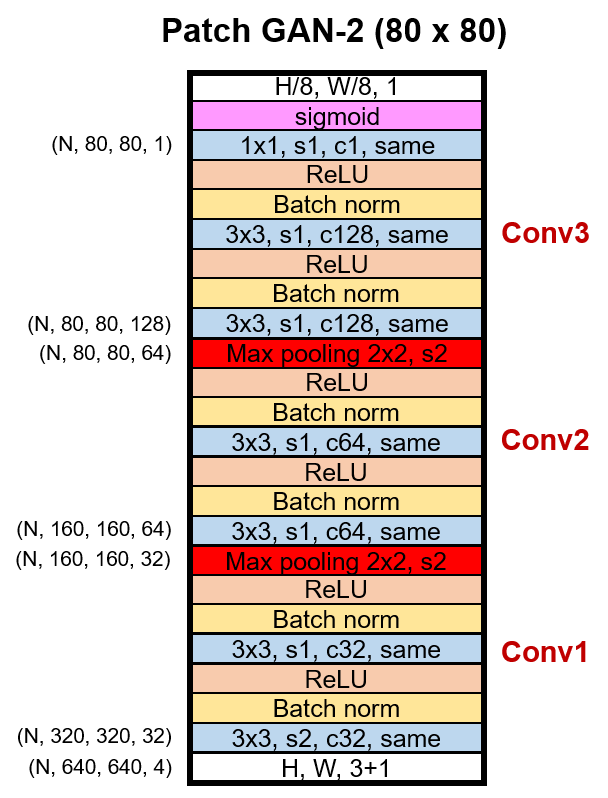 Patch GAN-2 (80 x 80)
H/8, W/8, 1
sigmoid
(N, 80, 80, 1) 1x1, s1, c1, same
ReLU
Batch norm
3x3, s1, c128, same Conv3
ReLU
Batch norm
(N, 80, 80, 128) 3x3, s1, c128, same
(N, 80, 80, 64) Max pooling 2x2, s2
ReLU
Batch norm
3x3, s1, c64, same Conv2
ReLU
Batch norm
(N, 160, 160, 64) 3x3, s1, c64, same
(N, 160, 160, 32) Max pooling 2x2, s2
ReLU
Batch norm
3x3, s1, c32, same Conv1
ReLU
Batch norm
(N, 320, 320, 32) 3x3, s2, c32, same
(N, 640, 640, 4) H, W, 3+1